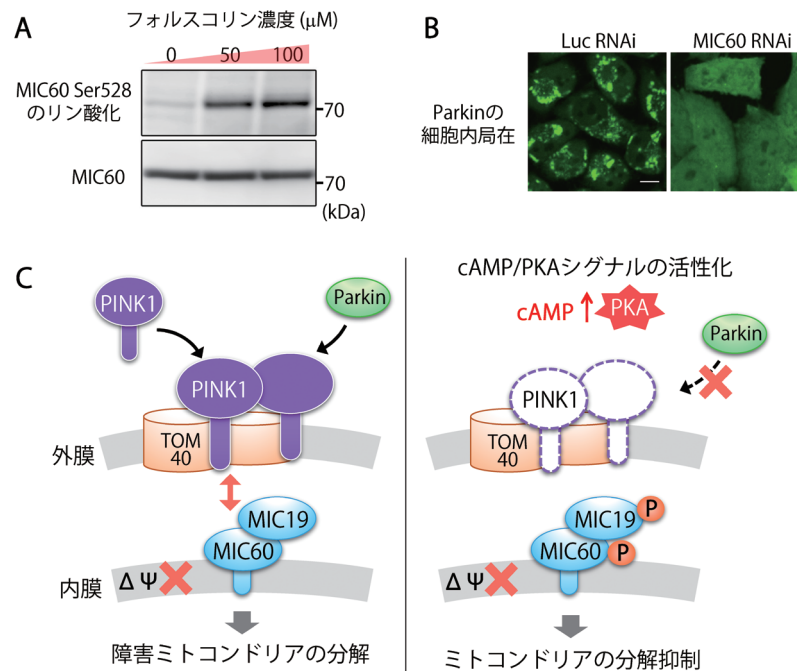 A
フォルスコリン濃度 (μM)
0 50 100
MIC60 Ser528
のリン酸化
70
MIC60
70
(kDa)
B
Luc RNAi MIC60 RNAi
Parkinの
細胞内局在
C
PINK1
Parkin
PINK1
TOM
40
外膜
MIC19
MIC60
ΔΨ
内膜
障害ミトコンドリアの分解
cAMP/PKAシグナルの活性化
cAMP PKA
Parkin
PINK1
TOM
40
MIC19 P
MIC60 P
ΔΨ
ミトコンドリアの分解抑制